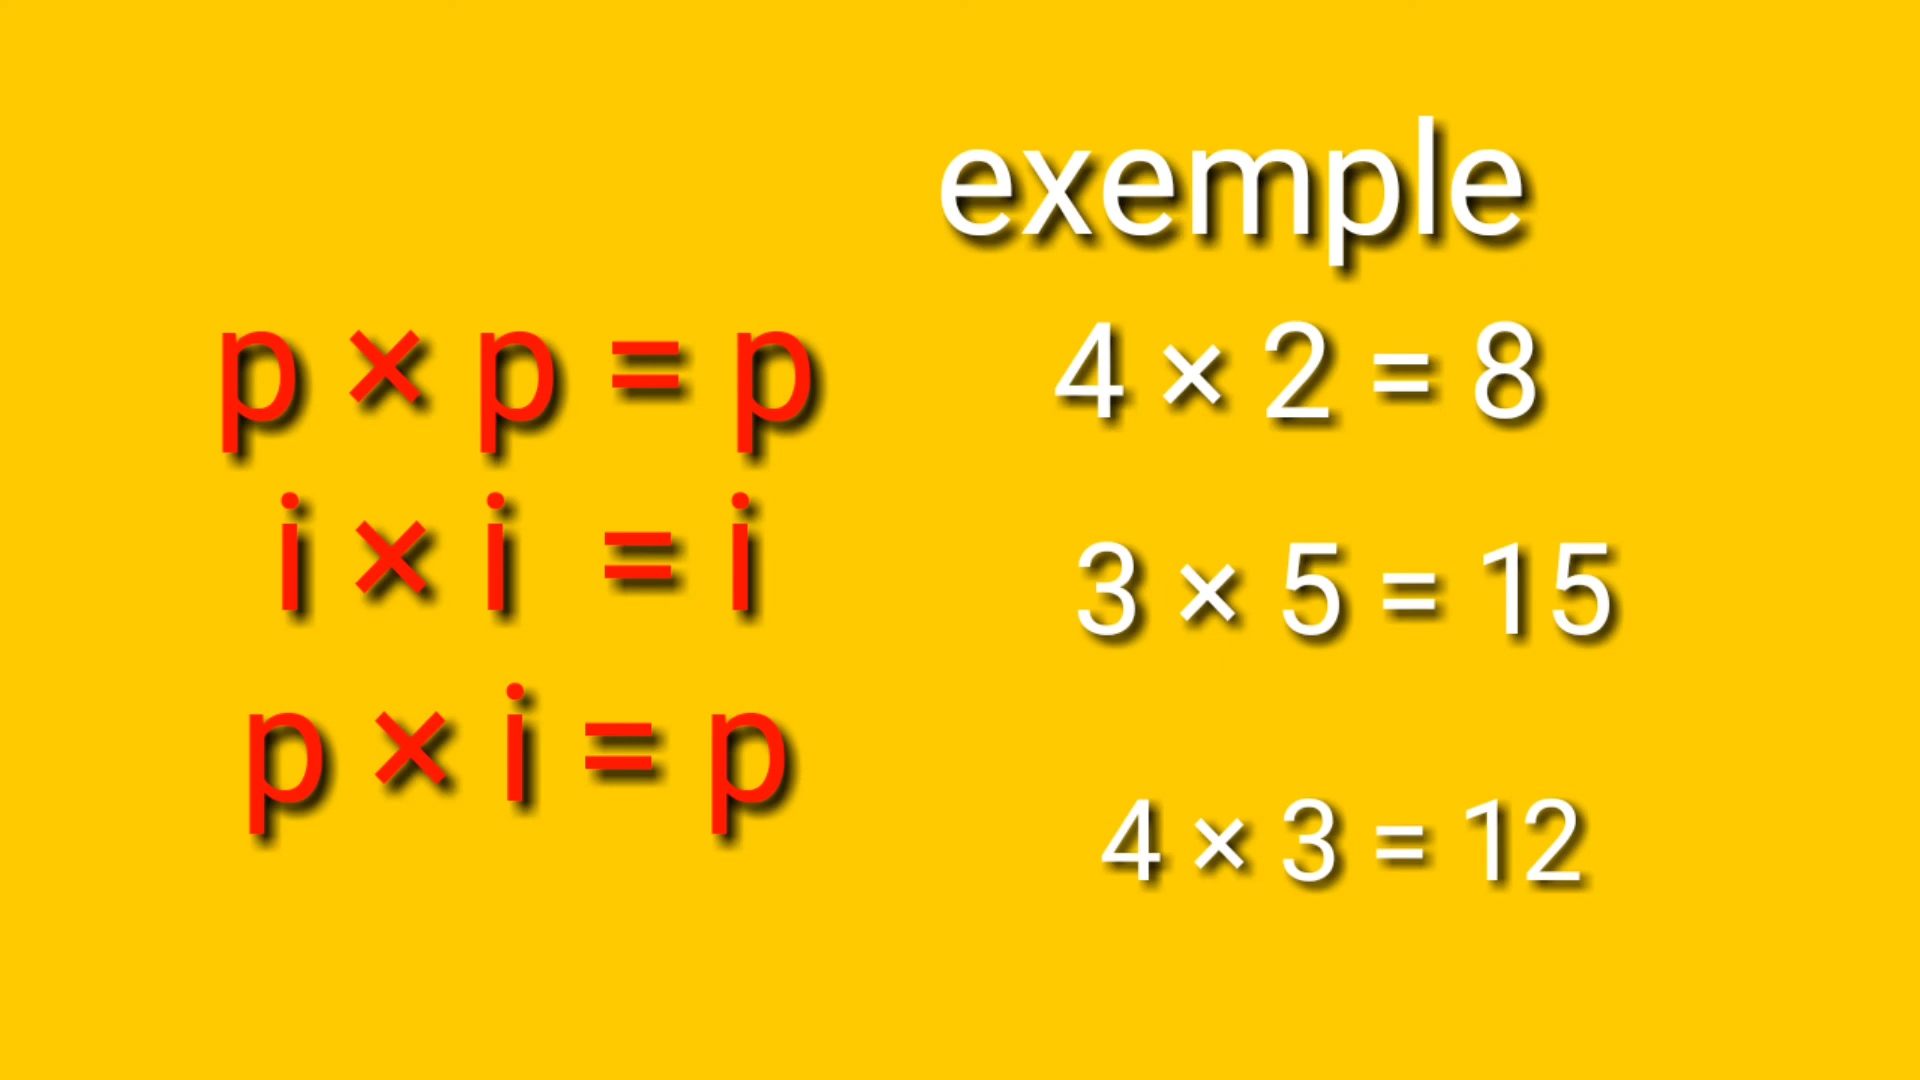 exemple
p × p = p
4 × 2 = 8
i × i = i
3 × 5 = 15
p × i = p
4 × 3 = 12